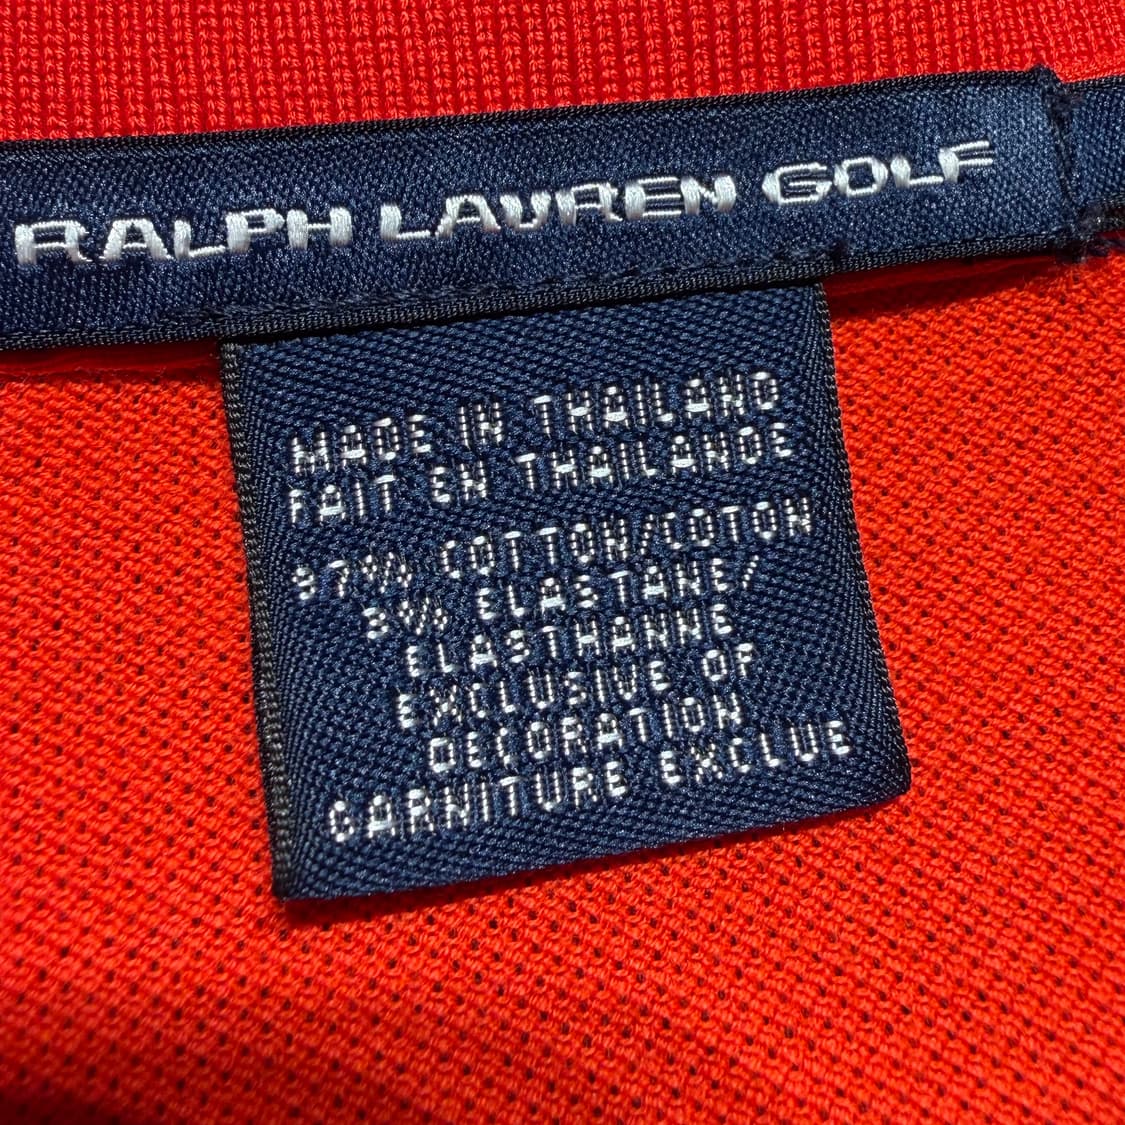 RALPH LAUREN GOLF
MADE IN THAILAND
FAIT EN THAILANDE
97% COTTON/COTON
3% ELASTANE/
ELASTHANNE
EXCLUSIVE OF
DECORATION
GARNITURE EXCLUE